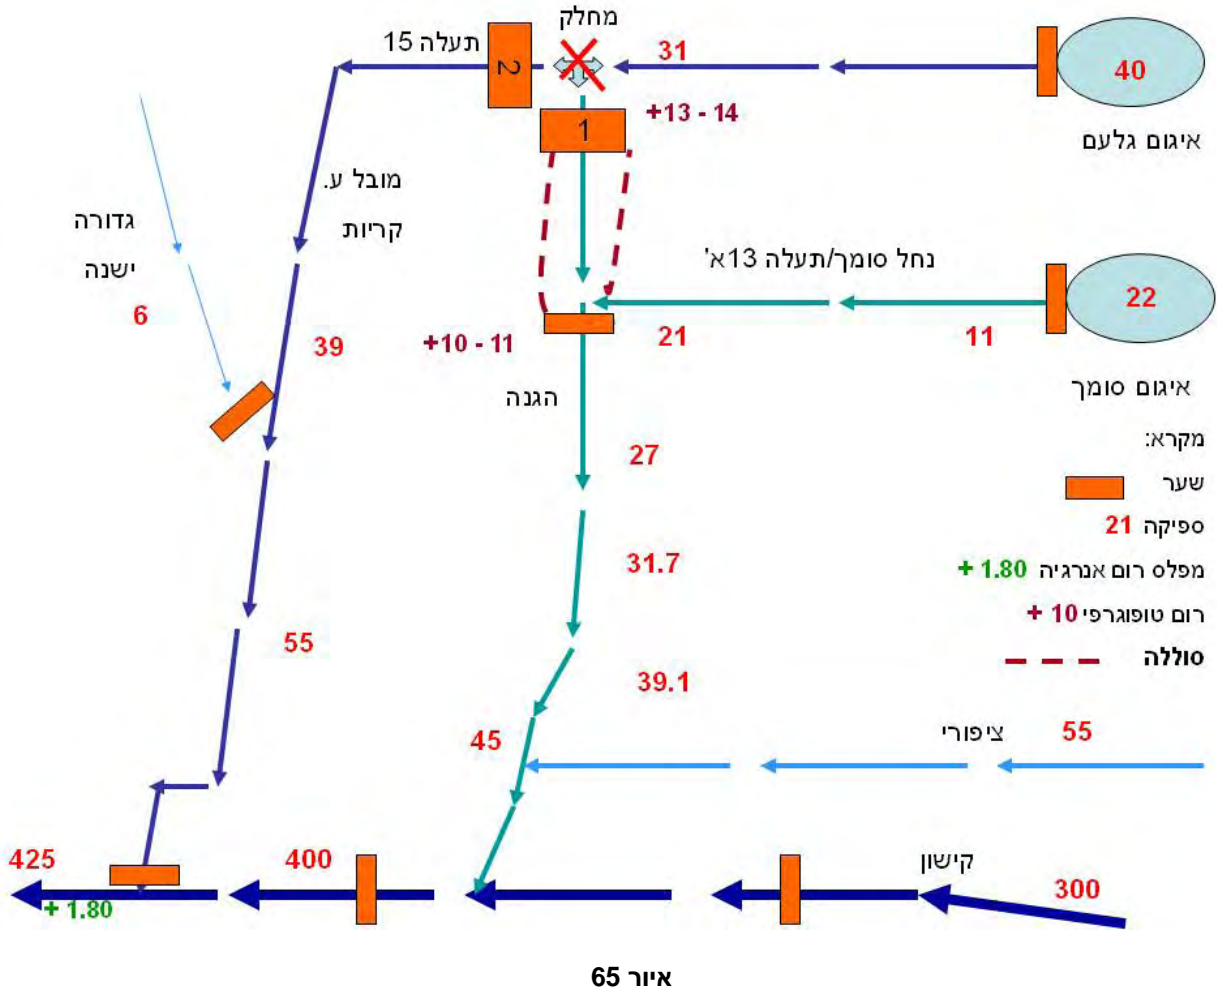 מחלק
תעלה 15
2
31
40
+13 - 14
1
איגום גלעם
מובל ע.
קריות
גדורה
ישנה
6
39
נחל סומך/תעלה 13א'
22
+10 - 11
21
11
איגום סומך
הגנה
27
מקרא:
שער
ספיקה 21
מפלס רום אנרגיה + 1.80
רום טופוגרפי + 10
סוללה
31.7
55
39.1
45
ציפורי
55
425
400
קישון
300
+ 1.80
איור 65